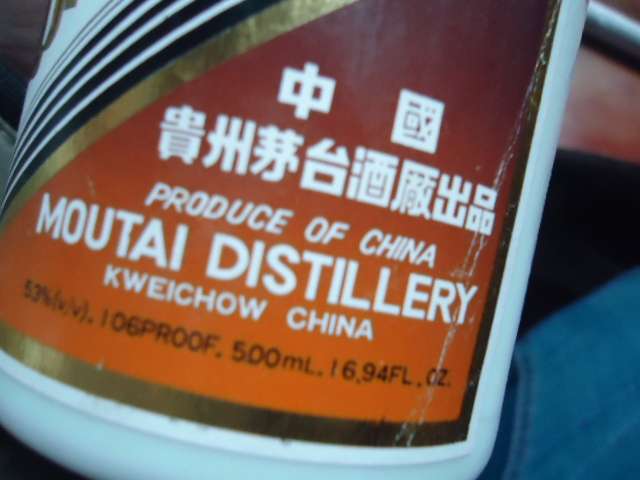 中國
貴州茅台酒廠出品
PRODUCE OF CHINA
MOUTAI DISTILLERY
KWEICHOW CHINA
53%(v/v). 106PROOF. 500mL. 16,94FL. OZ.